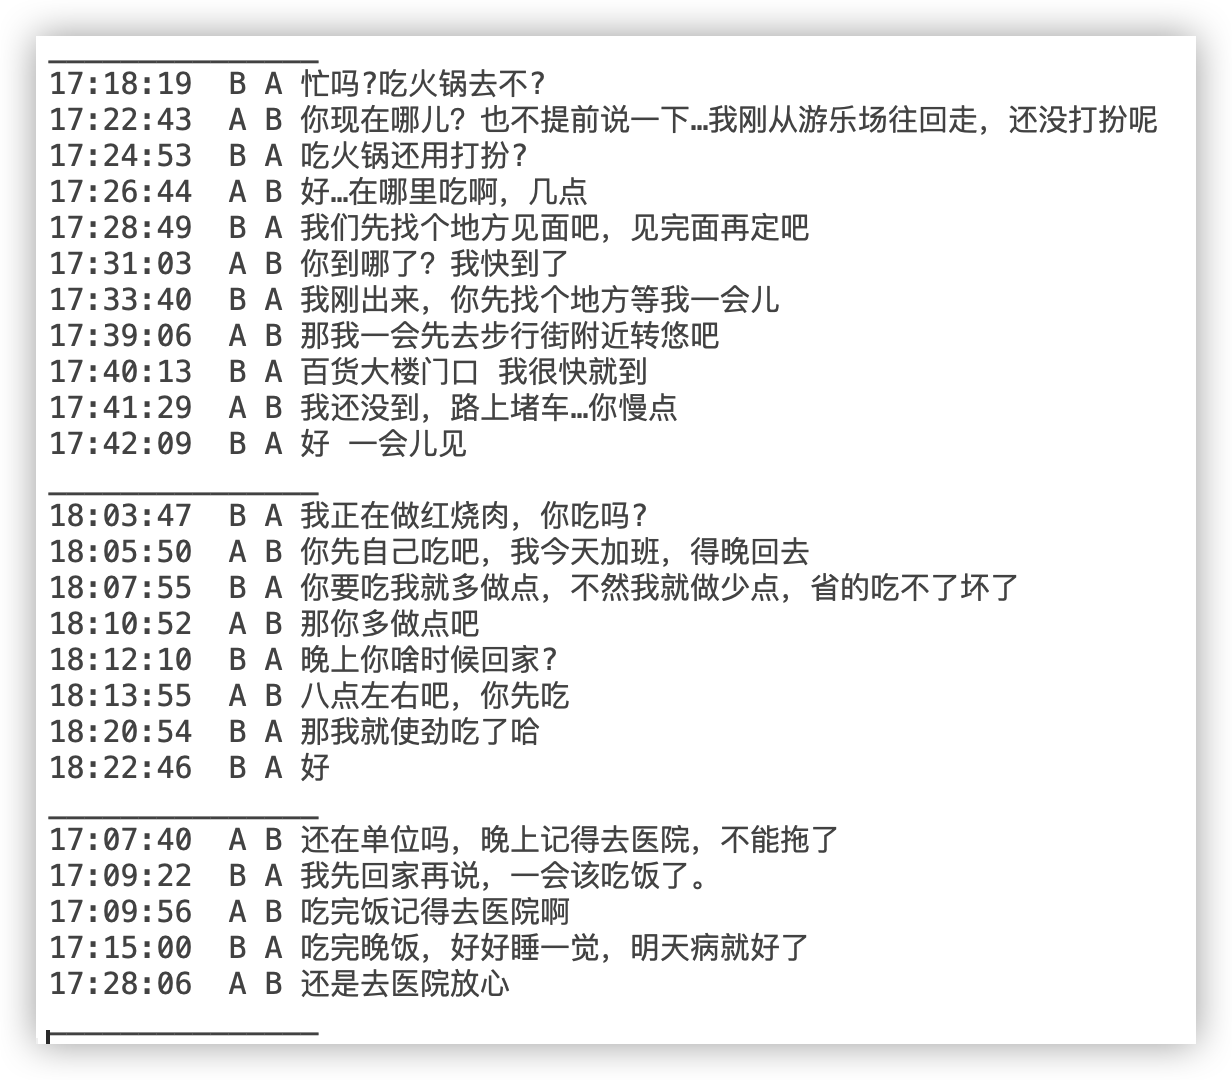 _______________
17:18:19  B A 忙吗?吃火锅去不?
17:22:43  A B 你现在哪儿？也不提前说一下…我刚从游乐场往回走，还没打扮呢
17:24:53  B A 吃火锅还用打扮?
17:26:44  A B 好…在哪里吃啊，几点
17:28:49  B A 我们先找个地方见面吧，见完面再定吧
17:31:03  A B 你到哪了？我快到了
17:33:40  B A 我刚出来，你先找个地方等我一会儿
17:39:06  A B 那我一会先去步行街附近转悠吧
17:40:13  B A 百货大楼门口 我很快就到
17:41:29  A B 我还没到，路上堵车…你慢点
17:42:09  B A 好 一会儿见
_______________
18:03:47  B A 我正在做红烧肉，你吃吗?
18:05:50  A B 你先自己吃吧，我今天加班，得晚回去
18:07:55  B A 你要吃我就多做点，不然我就做少点，省的吃不了坏了
18:10:52  A B 那你多做点吧
18:12:10  B A 晚上你啥时候回家?
18:13:55  A B 八点左右吧，你先吃
18:20:54  B A 那我就使劲吃了哈
18:22:46  B A 好
_______________
17:07:40  A B 还在单位吗，晚上记得去医院，不能拖了
17:09:22  B A 我先回家再说，一会该吃饭了。
17:09:56  A B 吃完饭记得去医院啊
17:15:00  B A 吃完晚饭，好好睡一觉，明天病就好了
17:28:06  A B 还是去医院放心
_______________